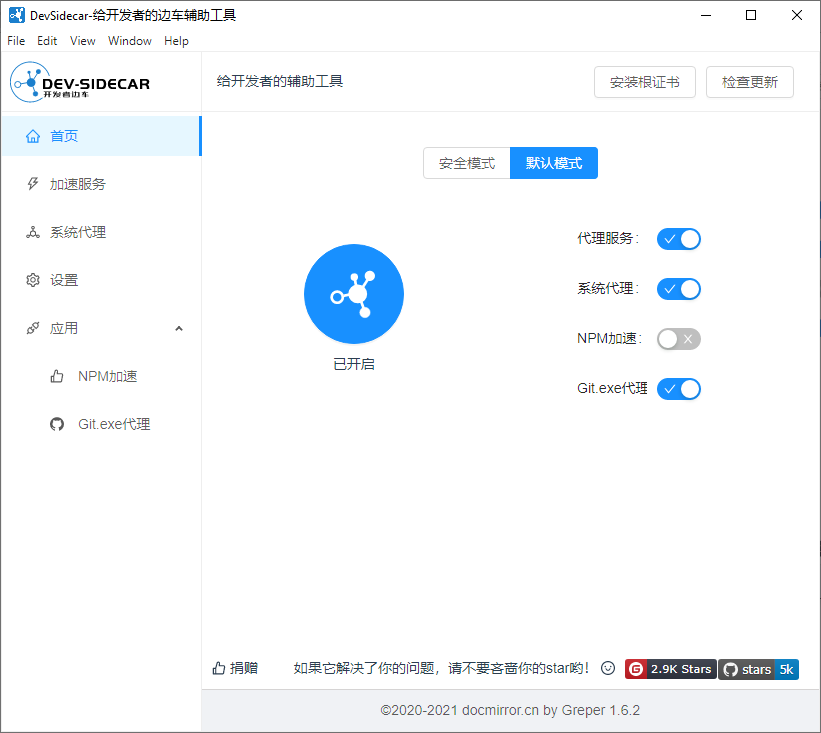 DevSidecar-给开发者的边车辅助工具
File Edit View Window Help
DEV-SIDECAR
开发者边车
给开发者的辅助工具
安装根证书
检查更新
首页
加速服务
系统代理
设置
应用
NPM加速
Git.exe代理
安全模式
默认模式
已开启
代理服务：
系统代理：
NPM加速：
Git.exe代理
捐赠
如果它解决了你的问题，请不要吝啬你的star哟！
2.9K Stars
stars 5k
©2020-2021 docmirror.cn by Greper 1.6.2